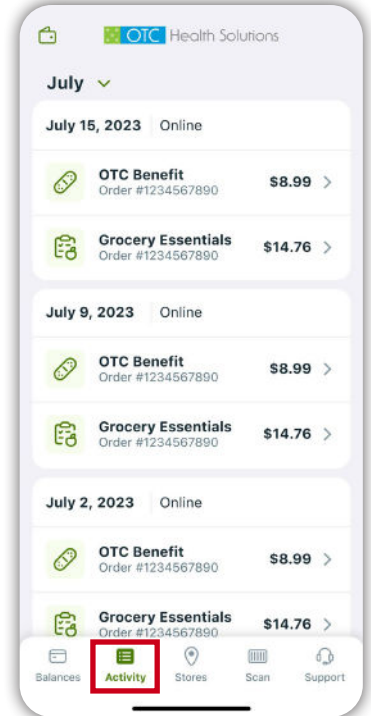 OTC Health Solutions
July
July 15, 2023 Online
OTC Benefit $8.99
Order #1234567890
Grocery Essentials $14.76
Order #1234567890
July 9, 2023 Online
OTC Benefit $8.99
Order #1234567890
Grocery Essentials $14.76
Order #1234567890
July 2, 2023 Online
OTC Benefit $8.99
Order #1234567890
Grocery Essentials $14.76
Order #1234567890
Balances Activity Stores Scan Support